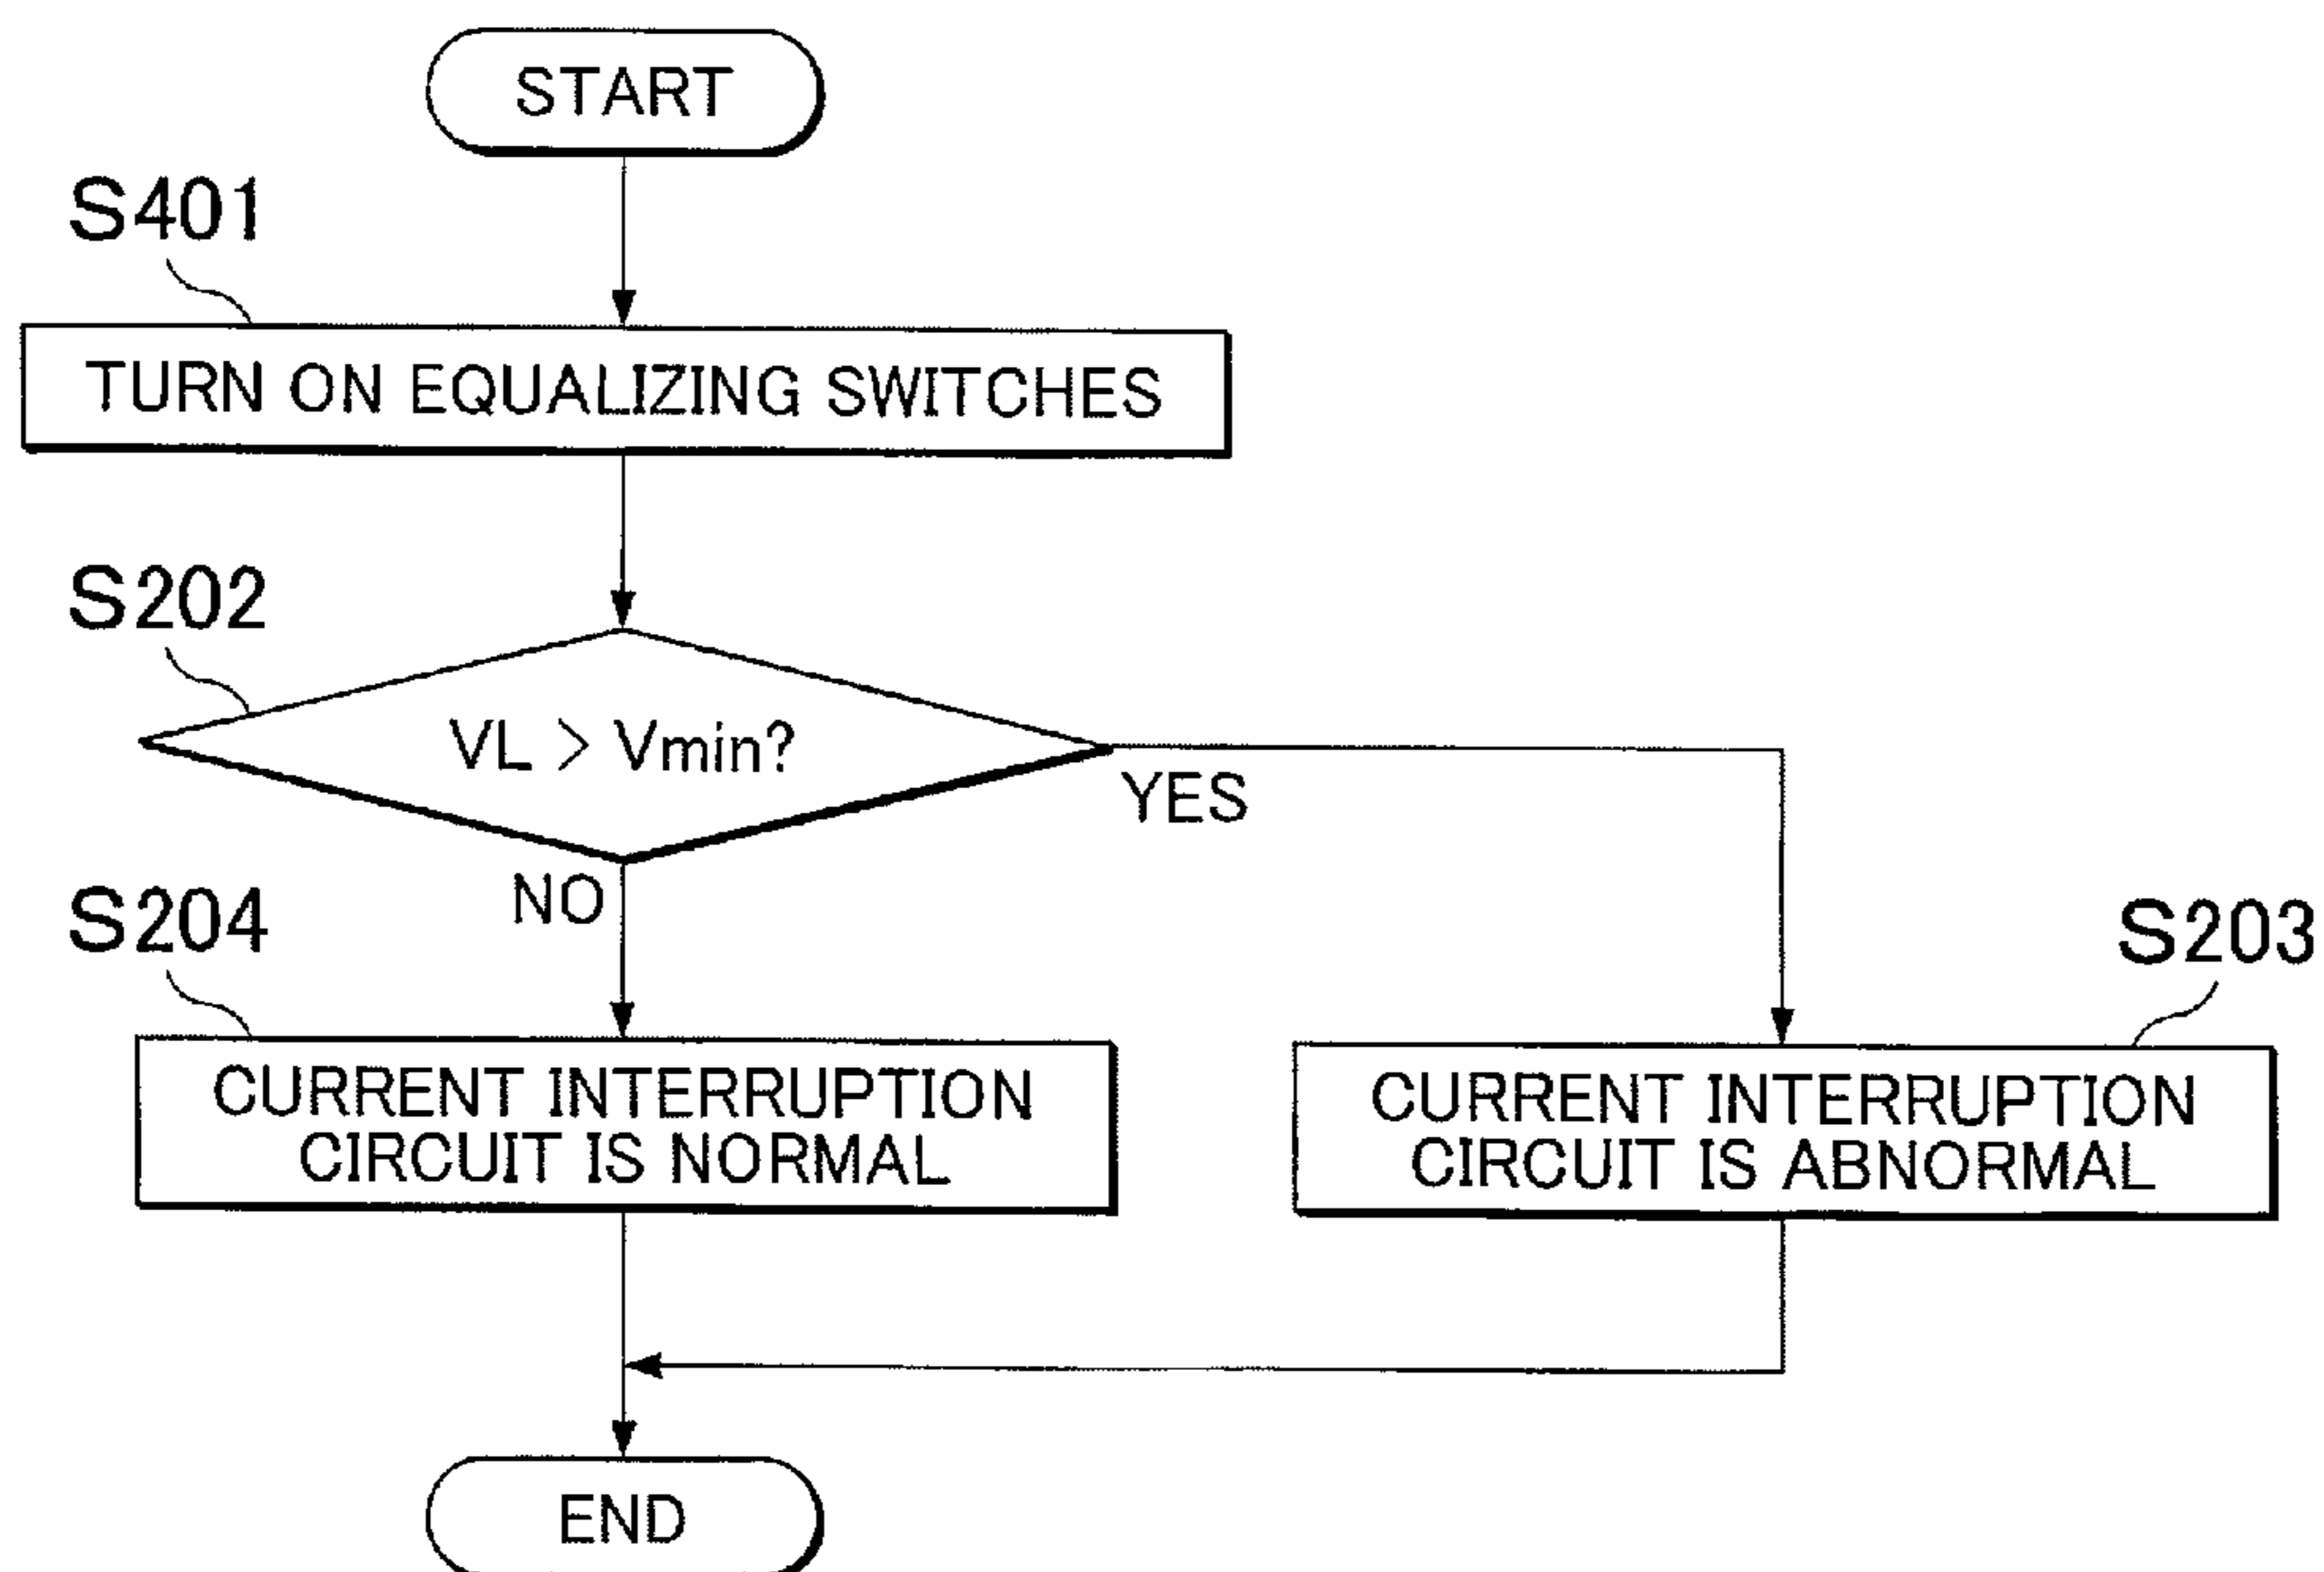 START
S401
TURN ON EQUALIZING SWITCHES
S202
VL > Vmin?
YES
NO
S204
S203
CURRENT INTERRUPTION
CIRCUIT IS NORMAL
CURRENT INTERRUPTION
CIRCUIT IS ABNORMAL
END